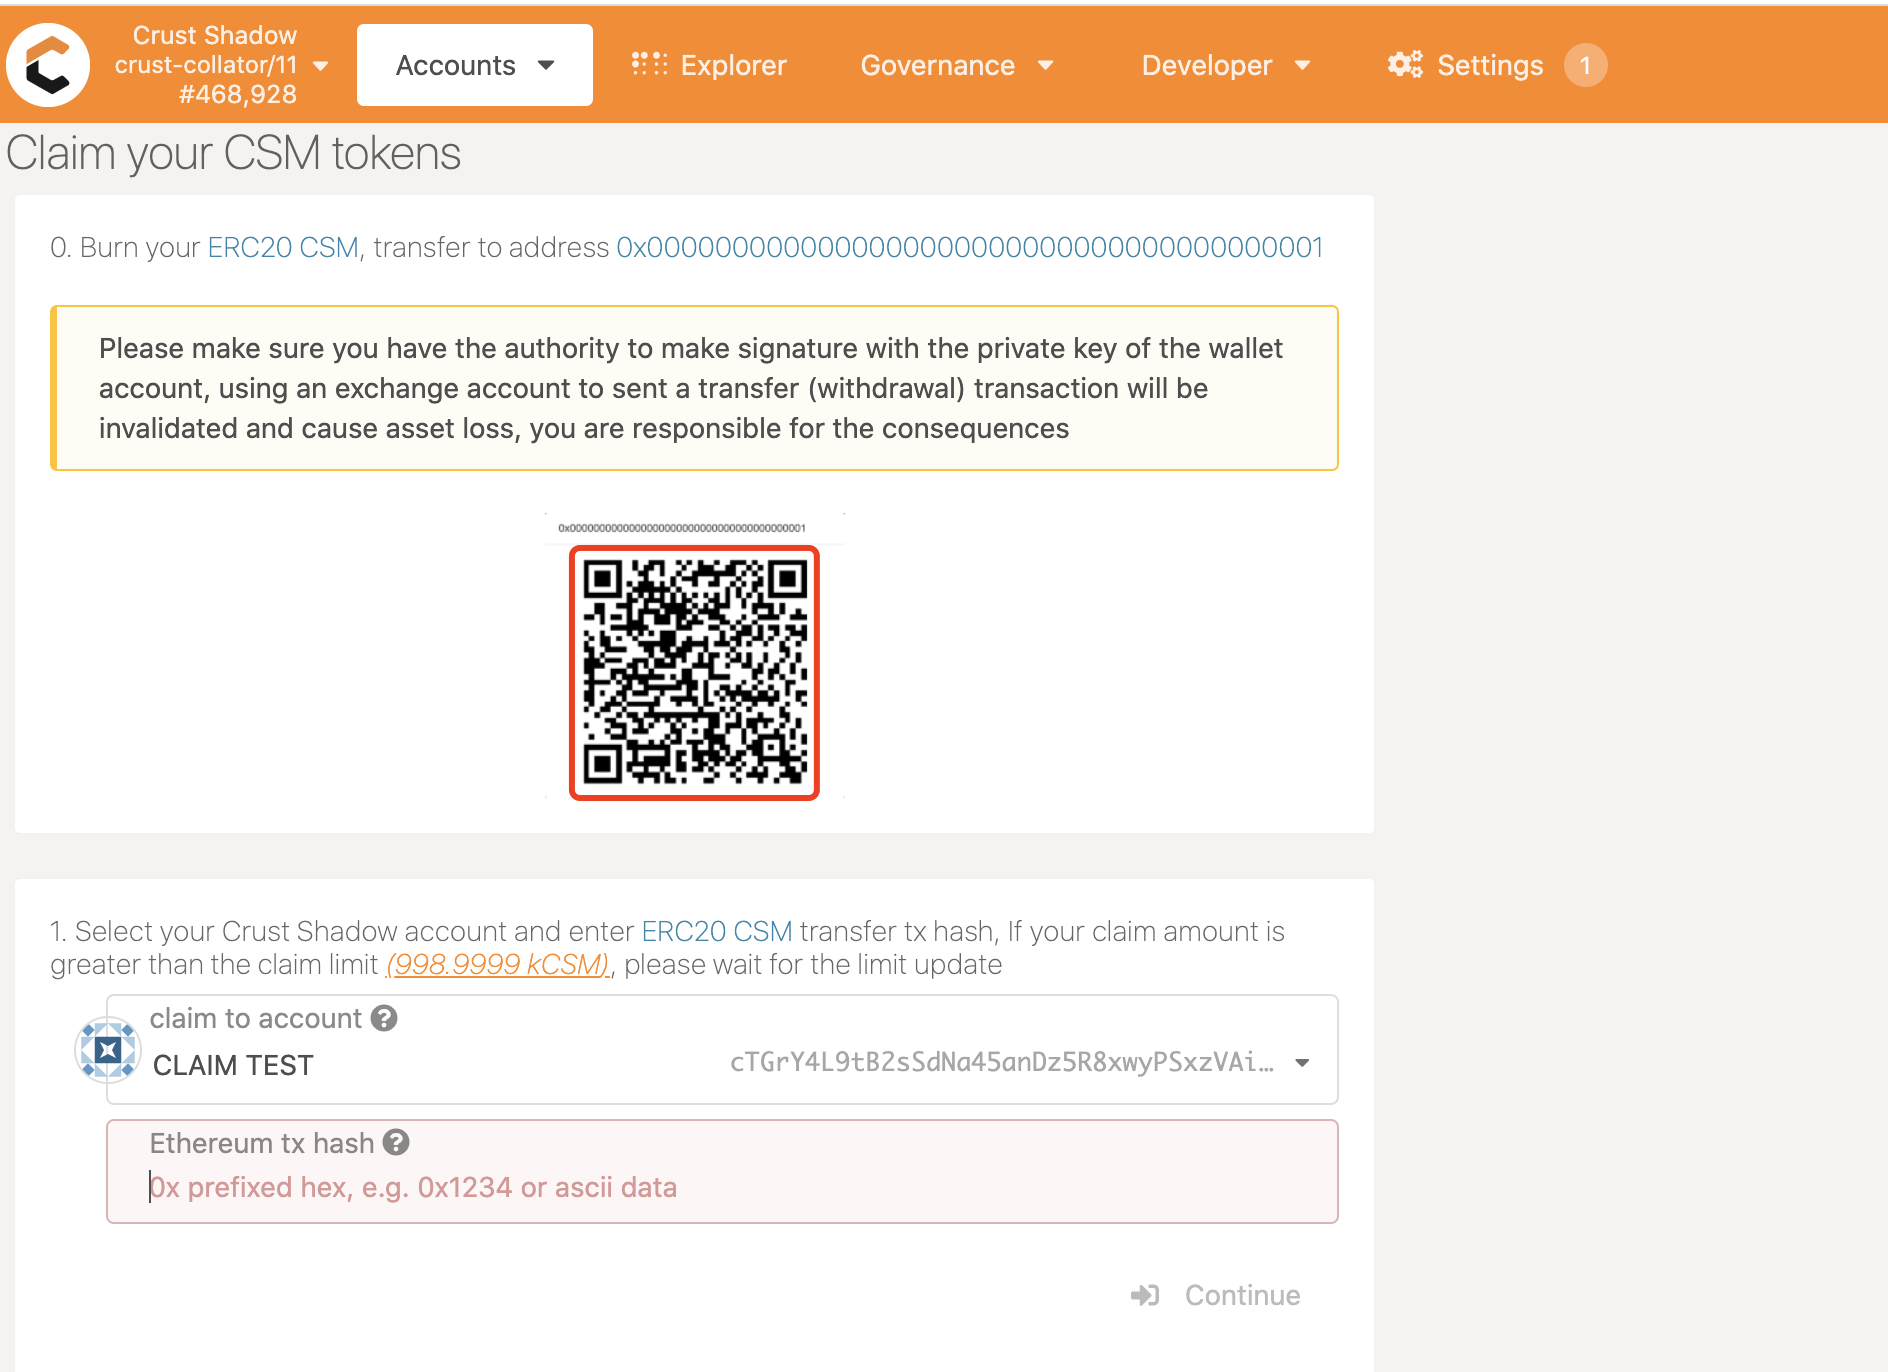 Crust Shadow
crust-collator/11
#468,928
Accounts
Explorer
Governance
Developer
Settings
1
Claim your CSM tokens
0. Burn your ERC20 CSM, transfer to address 0x0000000000000000000000000000000000000001
Please make sure you have the authority to make signature with the private key of the wallet
account, using an exchange account to sent a transfer (withdrawal) transaction will be
invalidated and cause asset loss, you are responsible for the consequences
0x0000000000000000000000000000000000000001
1. Select your Crust Shadow account and enter ERC20 CSM transfer tx hash, If your claim amount is
greater than the claim limit (998.9999 kCSM), please wait for the limit update
claim to account
CLAIM TEST
cTGrY4L9tB2sSdNa45anDz5R8xwyPSxzVAi…
Ethereum tx hash
0x prefixed hex, e.g. 0x1234 or ascii data
Continue